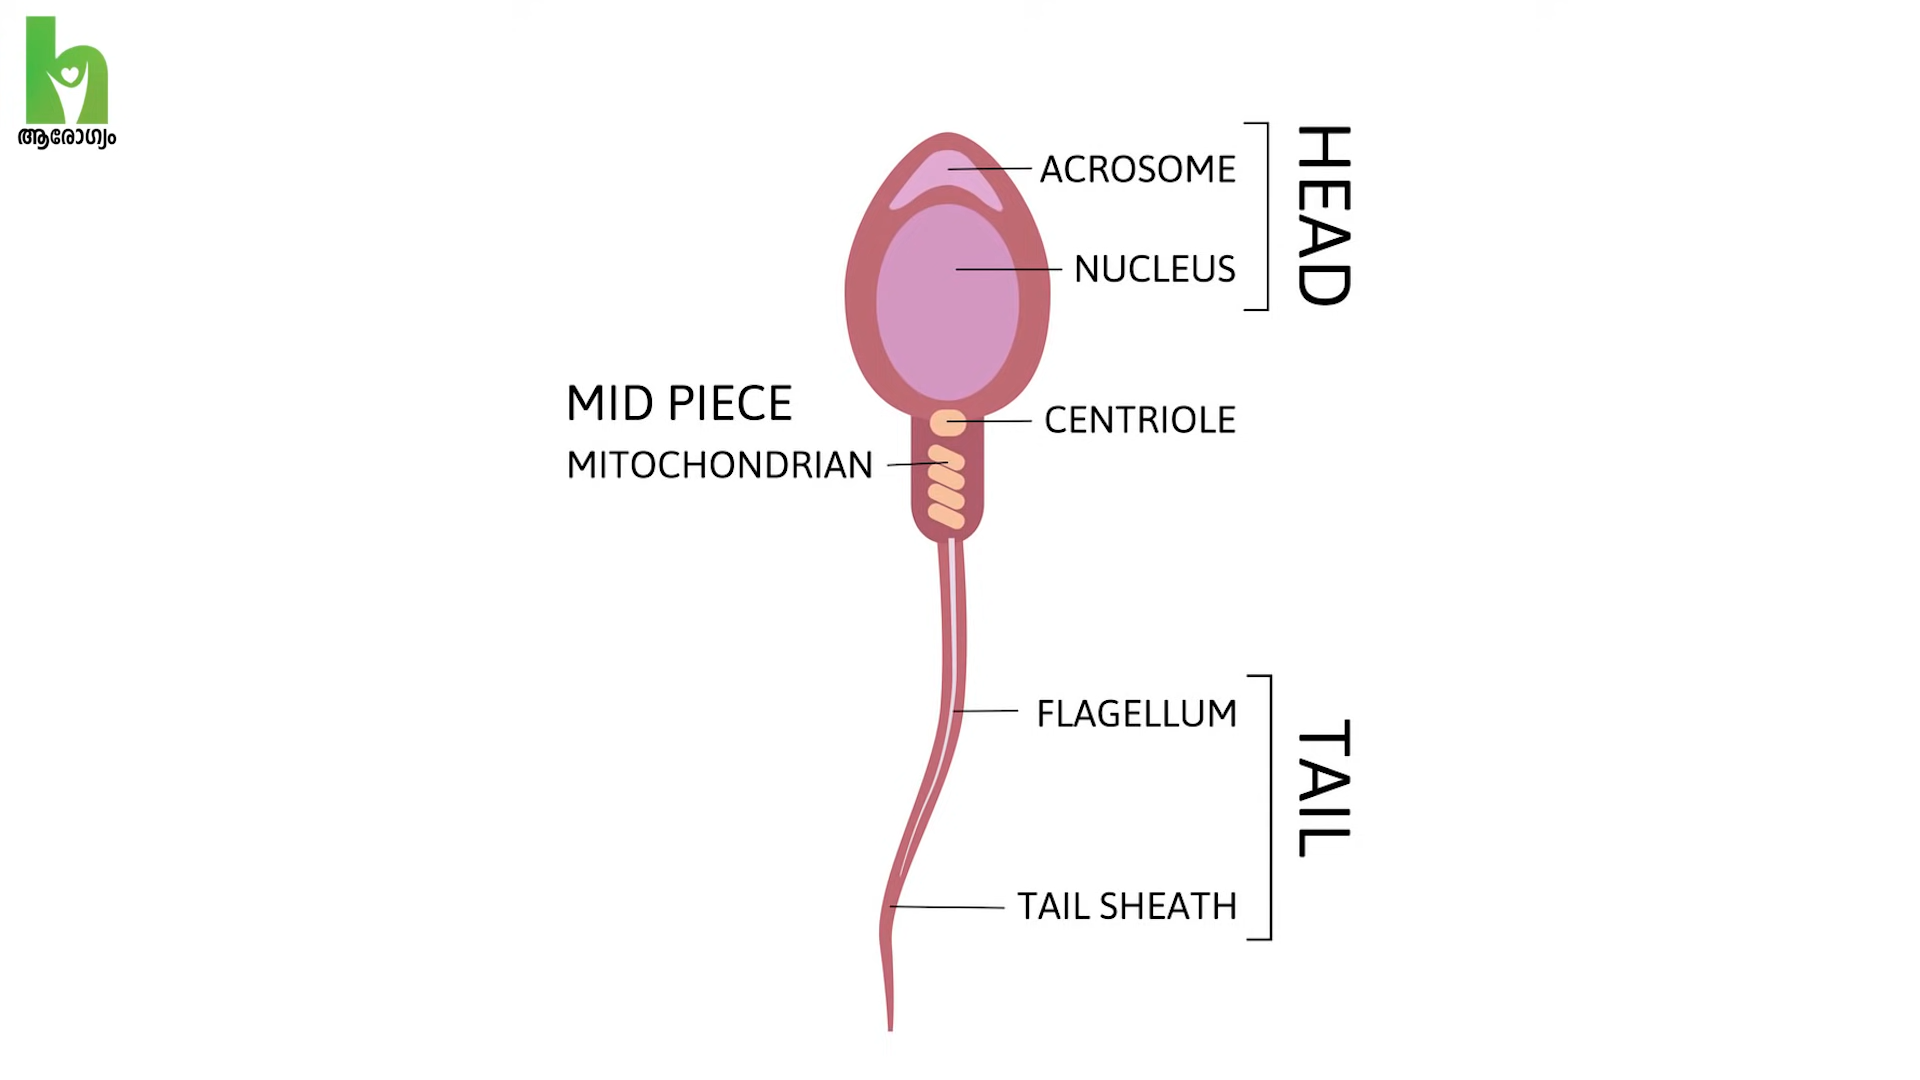 ആരോഗ്യം
ACROSOME
HEAD
NUCLEUS
MID PIECE
CENTRIOLE
MITOCHONDRIAN
FLAGELLUM
TAIL
TAIL SHEATH